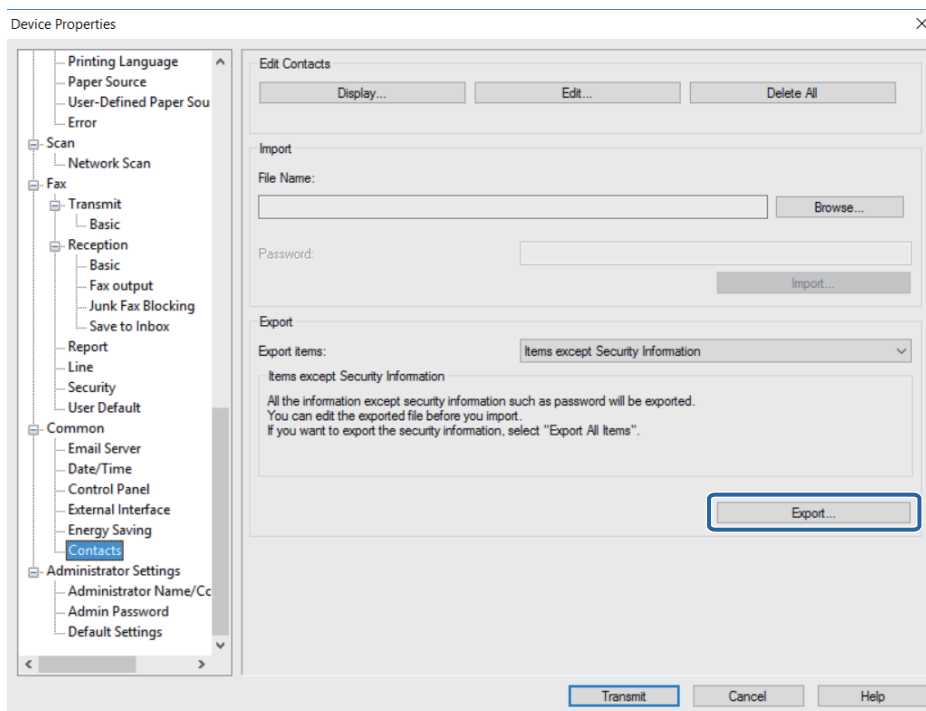 Device Properties
Printing Language
Paper Source
User-Defined Paper Sou
Error
Scan
Network Scan
Fax
Transmit
Basic
Reception
Basic
Fax output
Junk Fax Blocking
Save to Inbox
Report
Line
Security
User Default
Common
Email Server
Date/Time
Control Panel
External Interface
Energy Saving
Contacts
Administrator Settings
Administrator Name/Cc
Admin Password
Default Settings
Edit Contacts
Display... Edit... Delete All
Import
File Name:
Browse...
Password:
Import...
Export
Export items: Items except Security Information
Items except Security Information
All the information except security information such as password will be exported.
You can edit the exported file before you import.
If you want to export the security information, select "Export All Items".
Export...
Transmit Cancel Help